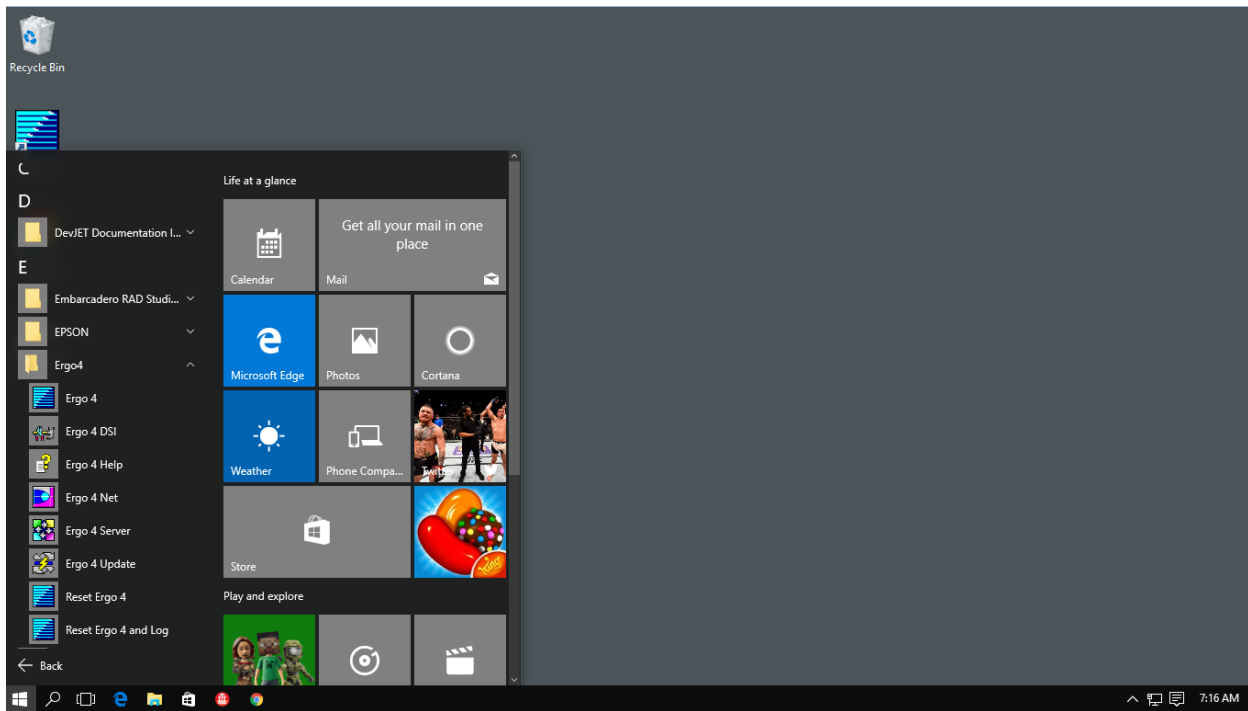 Recycle Bin
C
D
DevJET Documentation I...
E
Embarcadero RAD Studi...
EPSON
Ergo4
Ergo 4
Ergo 4 DSI
Ergo 4 Help
Ergo 4 Net
Ergo 4 Server
Ergo 4 Update
Reset Ergo 4
Reset Ergo 4 and Log
Back
Life at a glance
Calendar
Get all your mail in one
place
Mail
Microsoft Edge
Photos
Cortana
Weather
Phone Compa...
Twitter
Store
King
Play and explore
7:16 AM